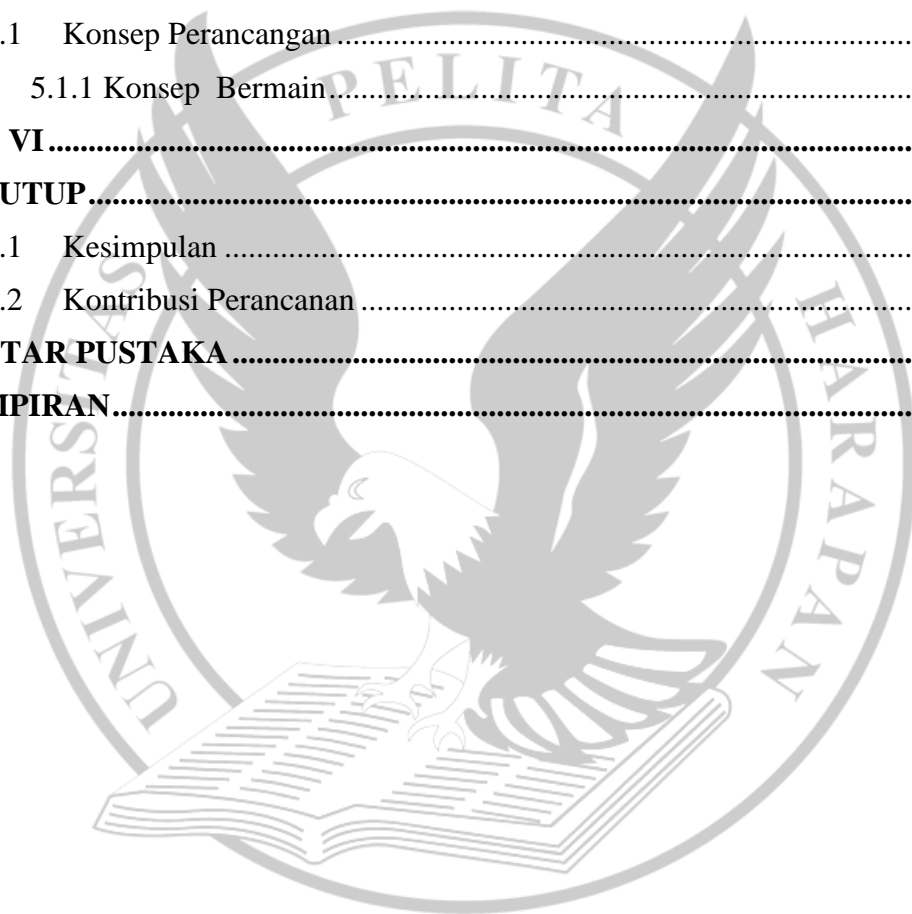 .1 Konsep Perancangan ........................................................................
5.1.1 Konsep Bermain ........................................................................
VI ........................................................................
UTUP ........................................................................
.1 Kesimpulan ........................................................................
.2 Kontribusi Perancanan ........................................................................
TAR PUSTAKA ........................................................................
MPIRAN ........................................................................
UNIVERSITAS PELITA HARAPAN